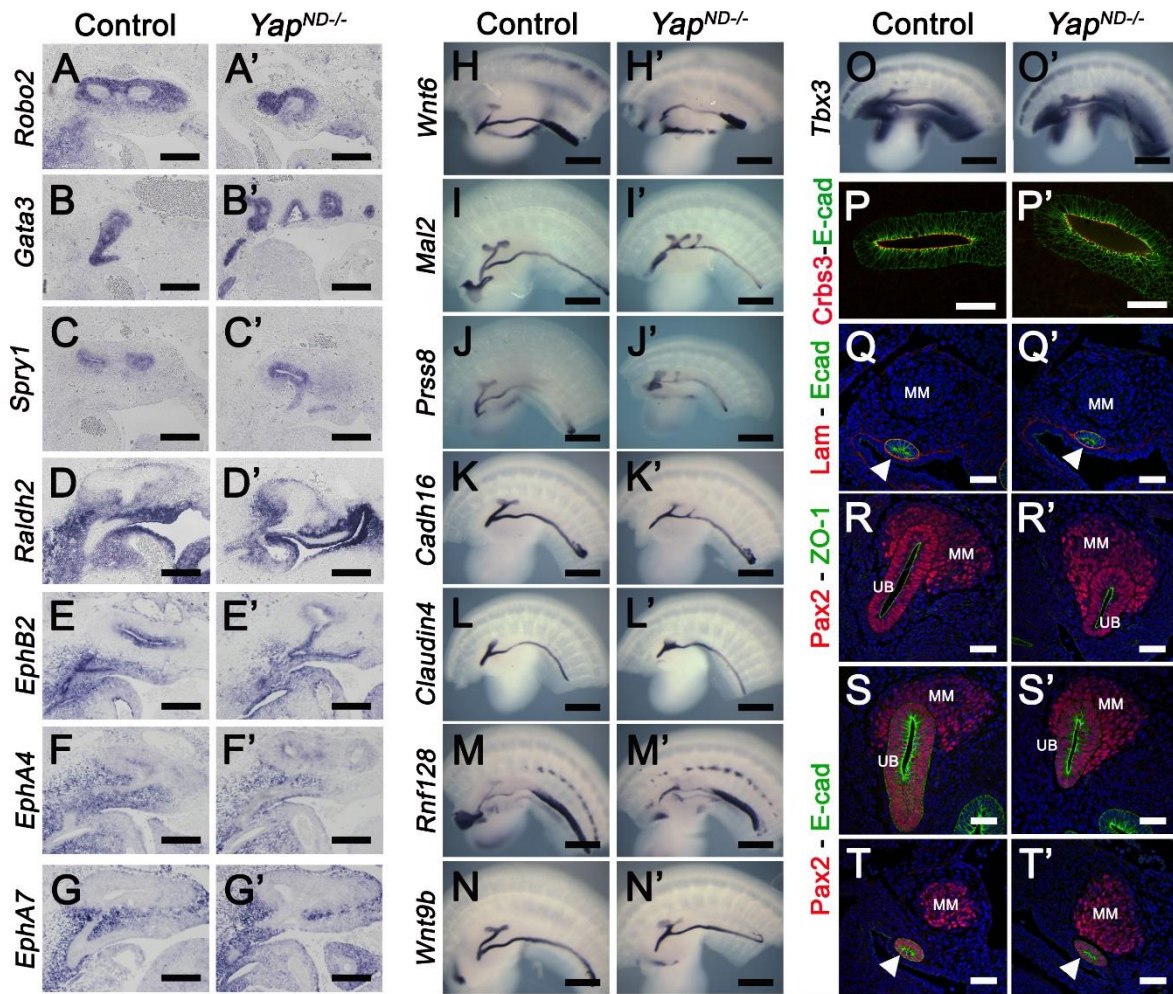 Control Yap^ND-/-
Robo2 A A'
Gata3 B B'
Spry1 C C'
Raldh2 D D'
EphB2 E E'
EphA4 F F'
EphA7 G G'
Control Yap^ND-/-
Wnt6 H H'
Mal2 I I'
Prss8 J J'
Cadh16 K K'
Claudin4 L L'
Rnf128 M M'
Wnt9b N N'
Control Yap^ND-/-
Tbx3 O O'
Crbs3-E-cad P P'
Lam - Ecad Q Q'
MM MM
Pax2 - ZO-1 R R'
MM MM
UB UB
Pax2 - E-cad S S'
MM MM
UB UB
T T'
MM MM